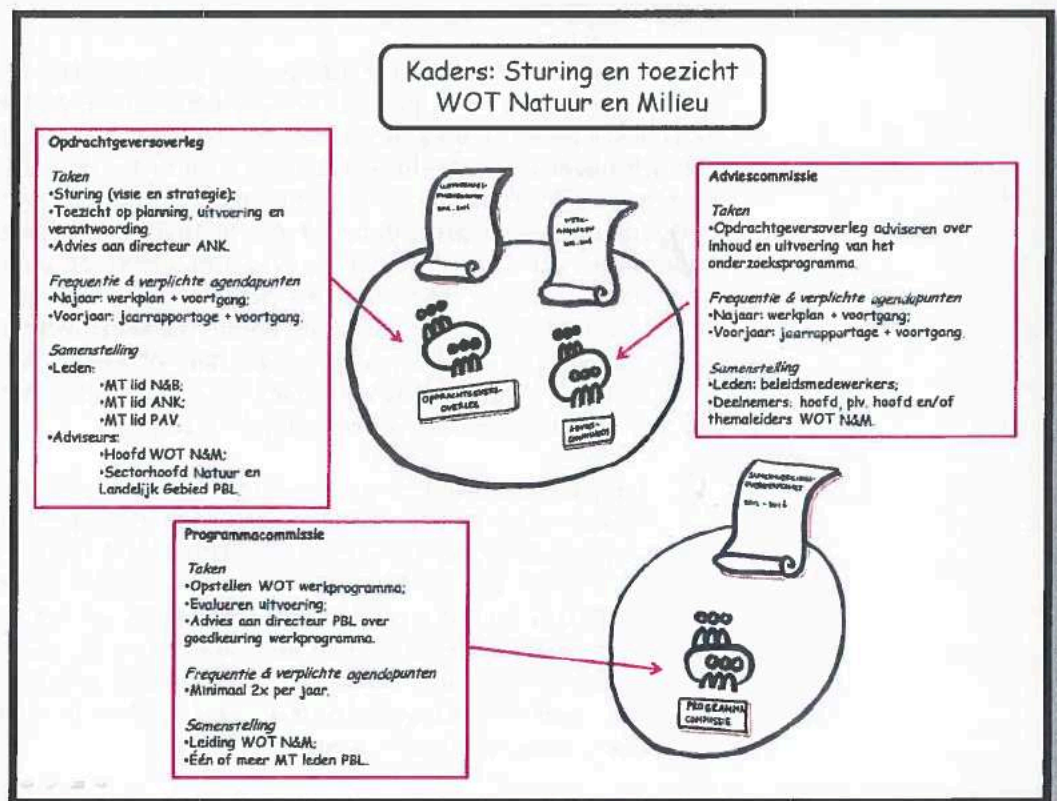 Kaders: Sturing en toezicht
WOT Natuur en Milieu
Opdrachtgeversoverleg
Taken
•Sturing (visie en strategie);
•Toezicht op planning, uitvoering en
verantwoording.
•Advies aan directeur ANK.
Frequentie & verplichte agendapunten
•Najaar: werkplan + voortgang;
•Voorjaar: jaarrapportage + voortgang.
Samenstelling
•Leden:
•MT lid N&B;
•MT lid ANK;
•MT lid PAV.
•Adviseurs:
•Hoofd WOT N&M;
•Sectorhoofd Natuur en
Landelijk Gebied PBL.
OPDRACHTGEVERS
OVERLEG
Adviescommissie
Taken
•Opdrachtgeversoverleg adviseren over
inhoud en uitvoering van het
onderzoeksprogramma.
Frequentie & verplichte agendapunten
•Najaar: werkplan + voortgang;
•Voorjaar: jaarrapportage + voortgang.
Samenstelling
•Leden: beleidsmedewerkers;
•Deelnemers: hoofd, plv. hoofd en/of
themaleiders WOT N&M.
ADVIES-
COMMISSIE
Programmacommissie
Taken
•Opstellen WOT werkprogramma;
•Evalueren uitvoering;
•Advies aan directeur PBL over
goedkeuring werkprogramma.
Frequentie & verplichte agendapunten
•Minimaal 2x per jaar.
Samenstelling
•Leiding WOT N&M;
•Één of meer MT leden PBL.
SAMENWERKINGS-
OVEREENKOMST
PROGRAMMA
COMMISSIE